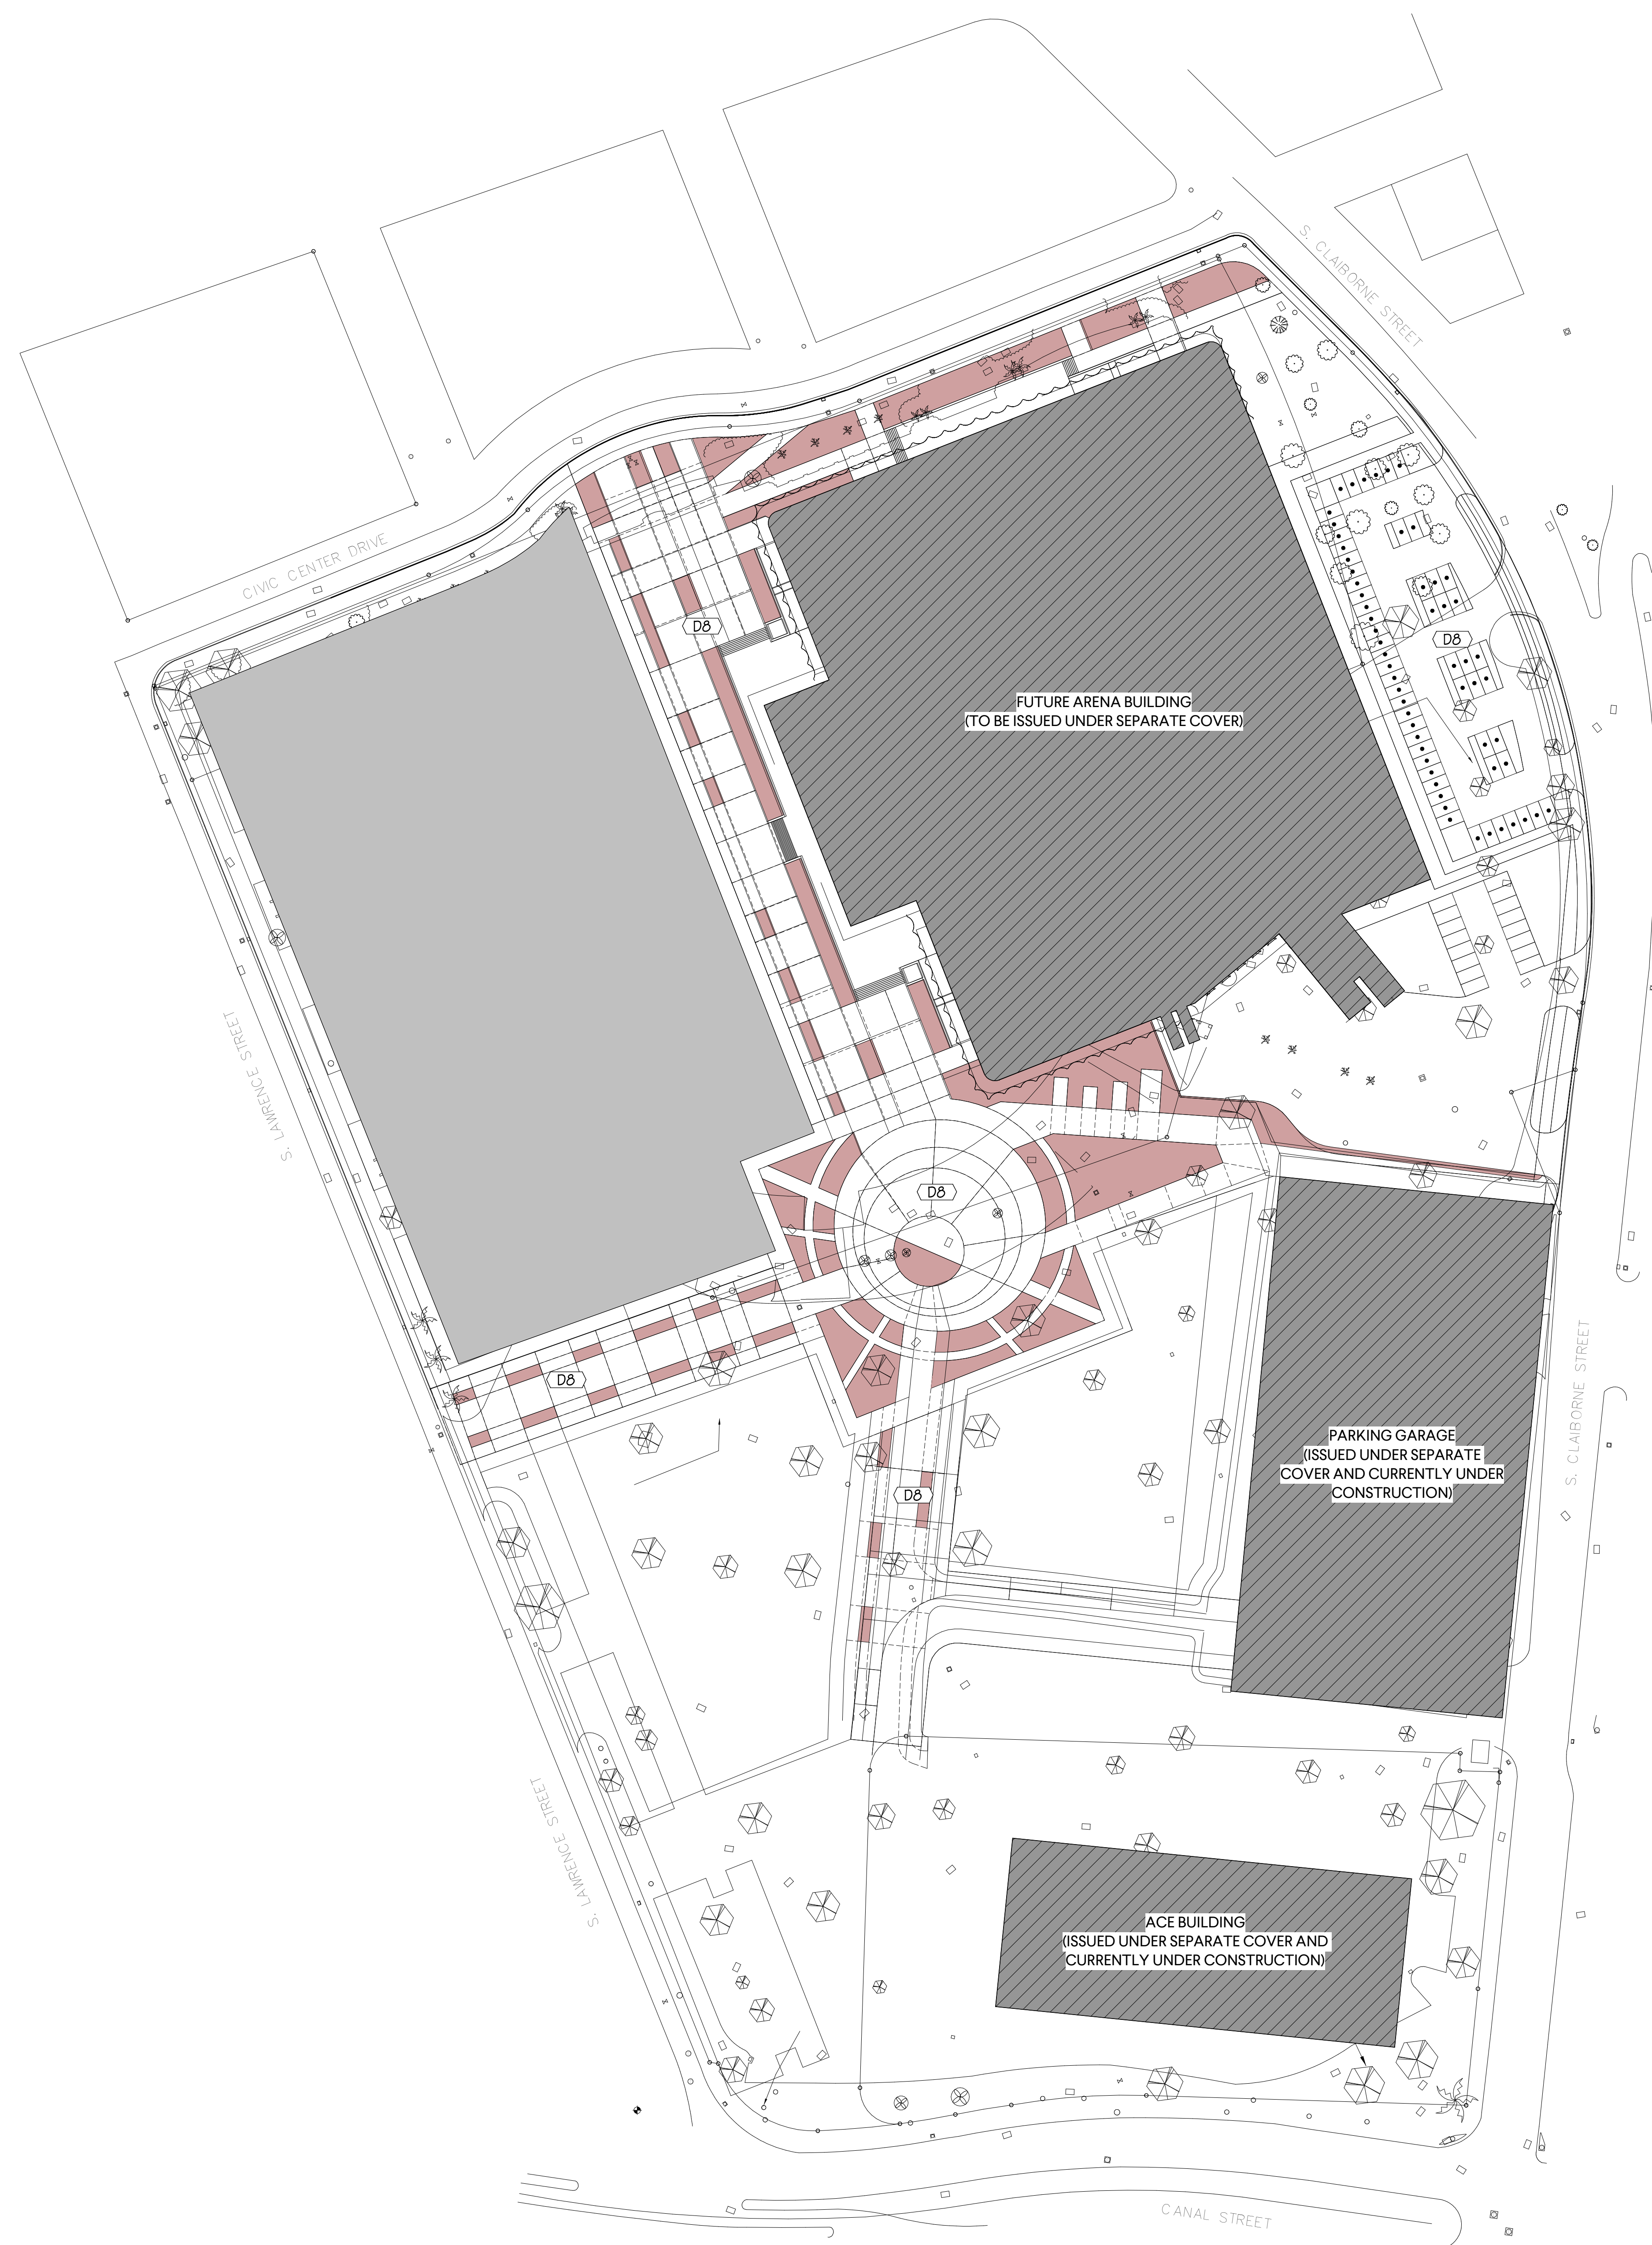 S. CLAIBORNE STREET
CIVIC CENTER DRIVE
D8
D8
FUTURE ARENA BUILDING
(TO BE ISSUED UNDER SEPARATE COVER)
S. LAWRENCE STREET
D8
D8
S. CLAIBORNE STREET
PARKING GARAGE
(ISSUED UNDER SEPARATE
COVER AND CURRENTLY UNDER
CONSTRUCTION)
D8
S. LAWRENCE STREET
ACE BUILDING
(ISSUED UNDER SEPARATE COVER AND
CURRENTLY UNDER CONSTRUCTION)
CANAL STREET